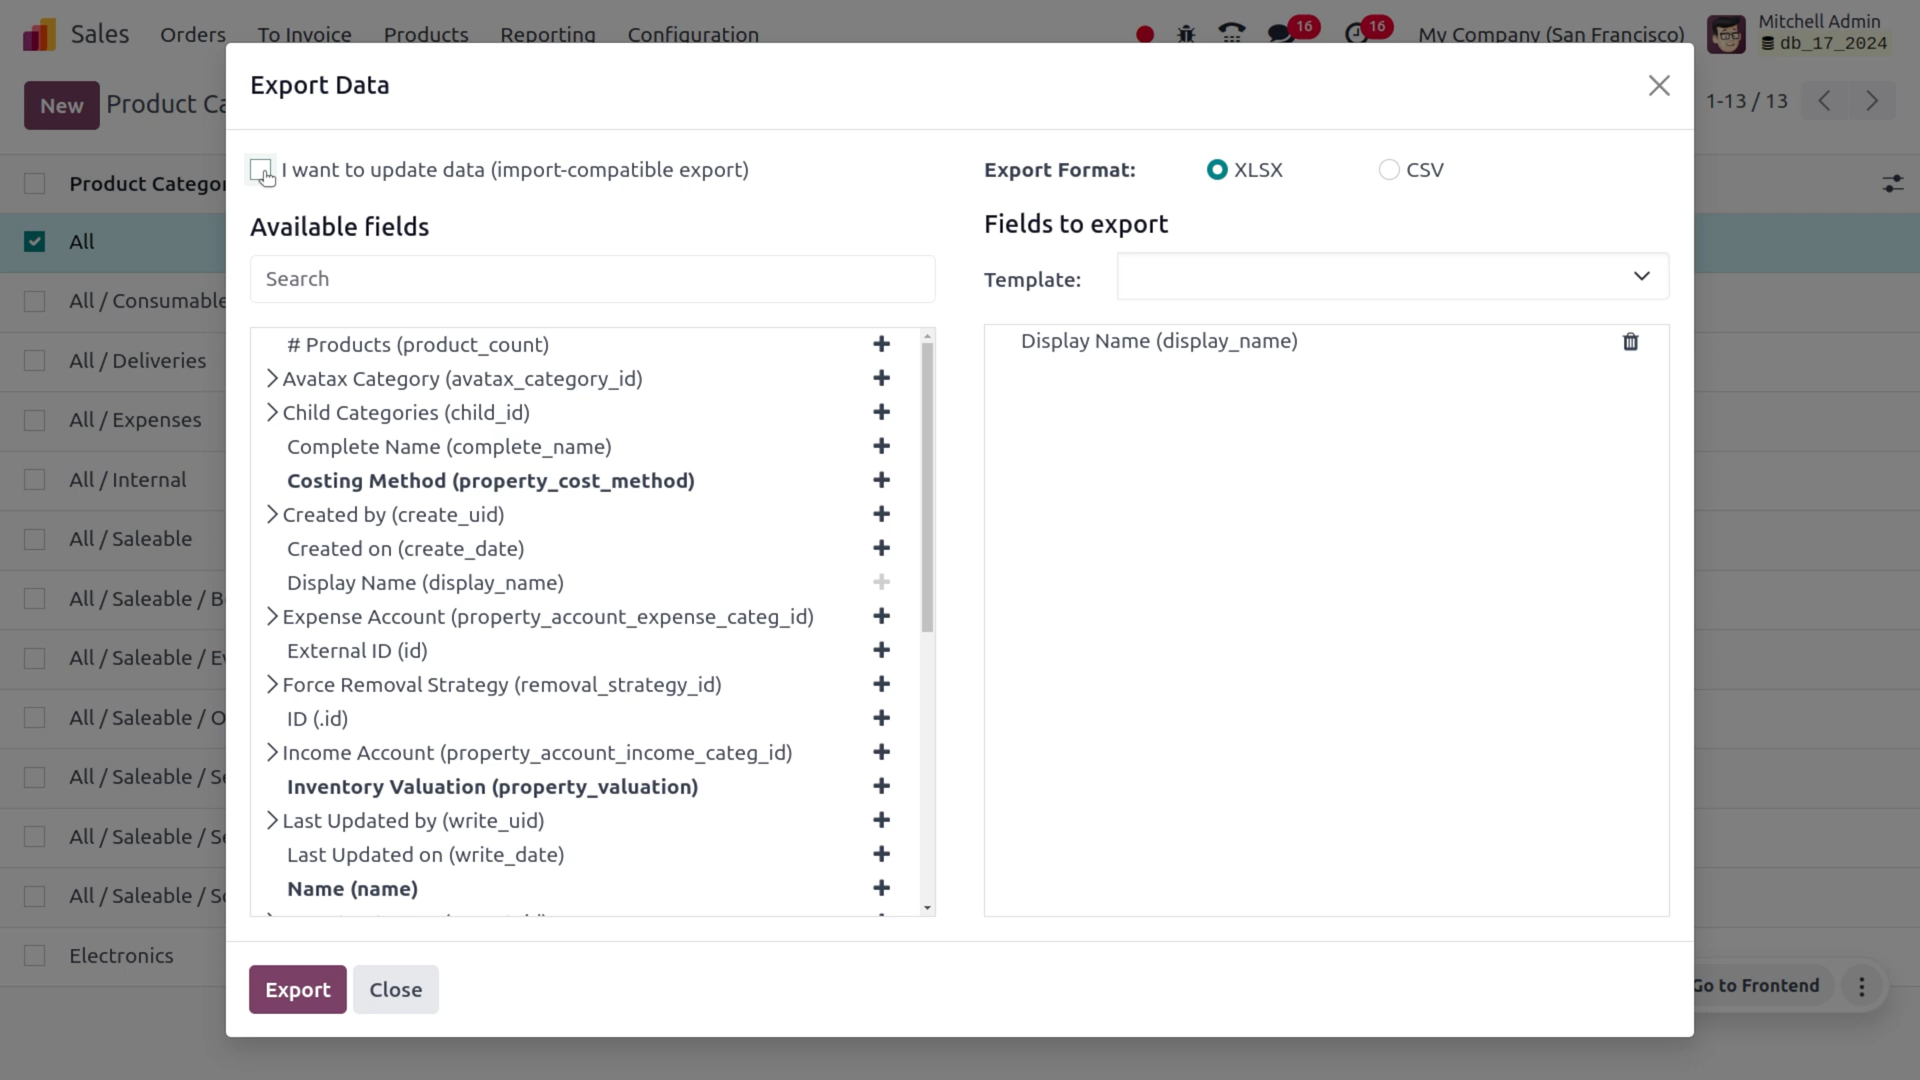 Sales Orders To Invoice Products Reporting Configuration 16 16 My Company (San Francisco) Mitchell Admin
db_17_2024
New Product Ca 1-13 / 13
Export Data
I want to update data (import-compatible export)
Export Format: XLSX CSV
Available fields
Search
# Products (product_count)
Avatax Category (avatax_category_id)
Child Categories (child_id)
Complete Name (complete_name)
Costing Method (property_cost_method)
Created by (create_uid)
Created on (create_date)
Display Name (display_name)
Expense Account (property_account_expense_categ_id)
External ID (id)
Force Removal Strategy (removal_strategy_id)
ID (.id)
Income Account (property_account_income_categ_id)
Inventory Valuation (property_valuation)
Last Updated by (write_uid)
Last Updated on (write_date)
Name (name)
Fields to export
Template:
Display Name (display_name)
Export Close
Product Categor
All
All / Consumable
All / Deliveries
All / Expenses
All / Internal
All / Saleable
All / Saleable / B
All / Saleable / Ev
All / Saleable / O
All / Saleable / Se
All / Saleable / Se
All / Saleable / So
Electronics
Go to Frontend